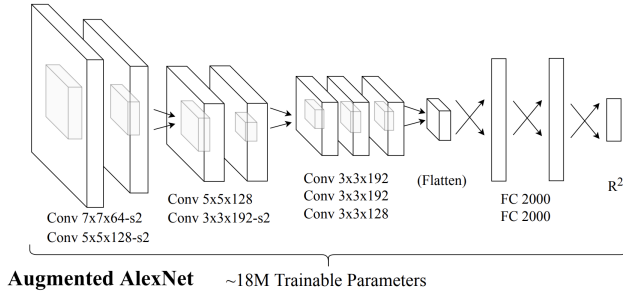 Conv 7x7x64-s2
Conv 5x5x128-s2
Conv 5x5x128
Conv 3x3x192-s2
Conv 3x3x192
Conv 3x3x192
Conv 3x3x128
(Flatten)
FC 2000
FC 2000
R²
Augmented AlexNet
~18M Trainable Parameters